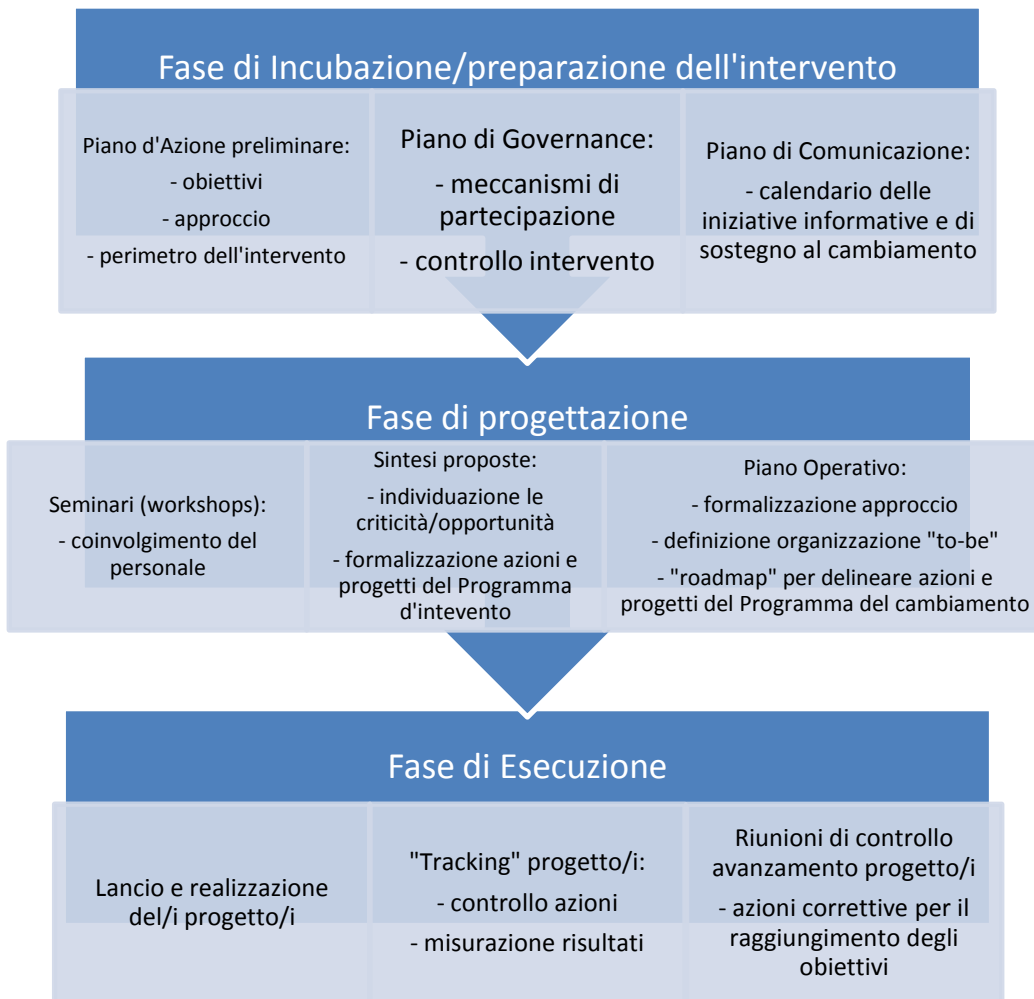 Fase di Incubazione/preparazione dell'intervento
Piano d'Azione preliminare:
- obiettivi
- approccio
- perimetro dell'intervento
Piano di Governance:
- meccanismi di
partecipazione
- controllo intervento
Piano di Comunicazione:
- calendario delle
iniziative informative e di
sostegno al cambiamento
Fase di progettazione
Seminari (workshops):
- coinvolgimento del
personale
Sintesi proposte:
- individuazione le
criticità/opportunità
- formalizzazione azioni e
progetti del Programma
d'intevento
Piano Operativo:
- formalizzazione approccio
- definizione organizzazione "to-be"
- "roadmap" per delineare azioni e
progetti del Programma del cambiamento
Fase di Esecuzione
Lancio e realizzazione
del/i progetto/i
"Tracking" progetto/i:
- controllo azioni
- misurazione risultati
Riunioni di controllo
avanzamento progetto/i
- azioni correttive per il
raggiungimento degli
obiettivi